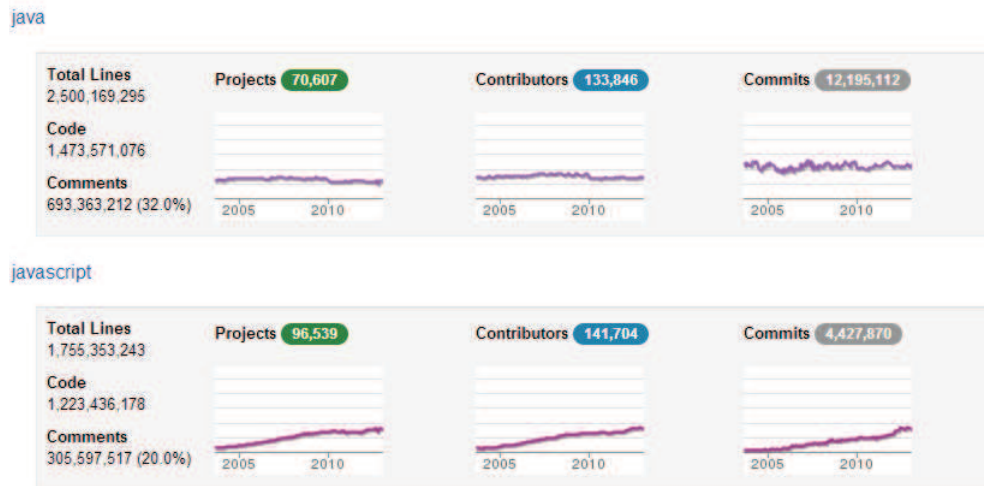 java
Total Lines
2,500,169,295
Projects 70,607
Contributors 133,846
Commits 12,195,112
Code
1,473,571,076
Comments
693,363,212 (32.0%)
2005 2010
2005 2010
2005 2010
javascript
Total Lines
1,755,353,243
Projects 96,539
Contributors 141,704
Commits 4,427,870
Code
1,223,436,178
Comments
305,597,517 (20.0%)
2005 2010
2005 2010
2005 2010